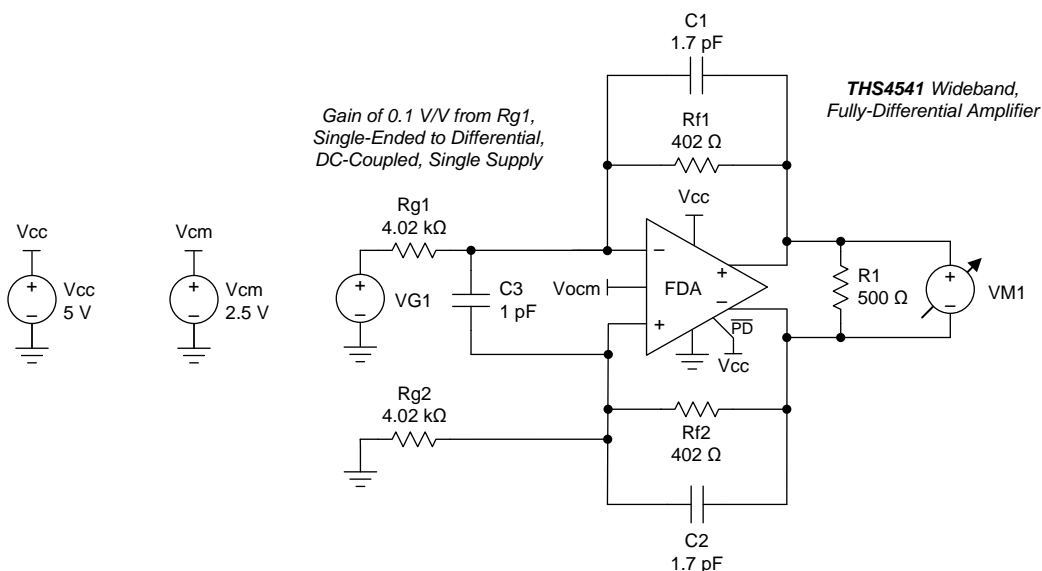 C1
1.7 pF
THS4541 Wideband,
Fully-Differential Amplifier
Gain of 0.1 V/V from Rg1,
Single-Ended to Differential,
DC-Coupled, Single Supply
Rf1
402 Ω
Vcc
Rg1
4.02 kΩ
Vcc
Vcm
+
−
Vcc
5 V
+
−
Vcm
2.5 V
+
−
VG1
C3
1 pF
Vocm
−
+
FDA
+
−
PD
Vcc
R1
500 Ω
+
−
VM1
Rg2
4.02 kΩ
Rf2
402 Ω
C2
1.7 pF